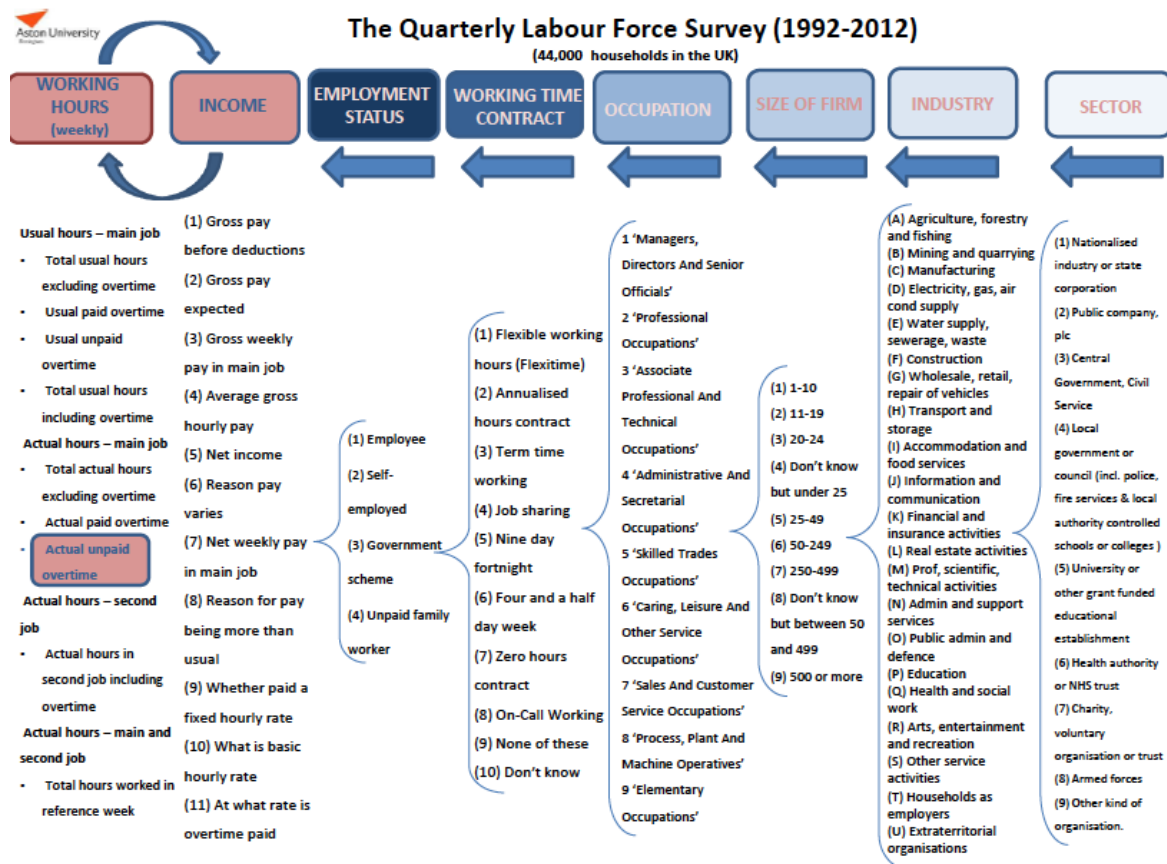 Aston University
Birmingham
The Quarterly Labour Force Survey (1992-2012)
(44,000 households in the UK)
WORKING
HOURS
(weekly)
INCOME
EMPLOYMENT
STATUS
WORKING TIME
CONTRACT
OCCUPATION
SIZE OF FIRM
INDUSTRY
SECTOR
Usual hours – main job
• Total usual hours
excluding overtime
• Usual paid overtime
• Usual unpaid
overtime
• Total usual hours
including overtime
Actual hours – main job
• Total actual hours
excluding overtime
• Actual paid overtime
• Actual unpaid
overtime
Actual hours – second
job
• Actual hours in
second job including
overtime
Actual hours – main and
second job
• Total hours worked in
reference week
(1) Gross pay
before deductions
(2) Gross pay
expected
(3) Gross weekly
pay in main job
(4) Average gross
hourly pay
(5) Net income
(6) Reason pay
varies
(7) Net weekly pay
in main job
(8) Reason for pay
being more than
usual
(9) Whether paid a
fixed hourly rate
(10) What is basic
hourly rate
(11) At what rate is
overtime paid
(1) Employee
(2) Self-
employed
(3) Government
scheme
(4) Unpaid family
worker
(1) Flexible working
hours (Flexitime)
(2) Annualised
hours contract
(3) Term time
working
(4) Job sharing
(5) Nine day
fortnight
(6) Four and a half
day week
(7) Zero hours
contract
(8) On-Call Working
(9) None of these
(10) Don't know
1 'Managers,
Directors And Senior
Officials'
2 'Professional
Occupations'
3 'Associate
Professional And
Technical
Occupations'
4 'Administrative And
Secretarial
Occupations'
5 'Skilled Trades
Occupations'
6 'Caring, Leisure And
Other Service
Occupations'
7 'Sales And Customer
Service Occupations'
8 'Process, Plant And
Machine Operatives'
9 'Elementary
Occupations'
(1) 1-10
(2) 11-19
(3) 20-24
(4) Don't know
but under 25
(5) 25-49
(6) 50-249
(7) 250-499
(8) Don't know
but between 50
and 499
(9) 500 or more
(A) Agriculture, forestry
and fishing
(B) Mining and quarrying
(C) Manufacturing
(D) Electricity, gas, air
cond supply
(E) Water supply,
sewerage, waste
(F) Construction
(G) Wholesale, retail,
repair of vehicles
(H) Transport and
storage
(I) Accommodation and
food services
(J) Information and
communication
(K) Financial and
insurance activities
(L) Real estate activities
(M) Prof, scientific,
technical activities
(N) Admin and support
services
(O) Public admin and
defence
(P) Education
(Q) Health and social
work
(R) Arts, entertainment
and recreation
(S) Other service
activities
(T) Households as
employers
(U) Extraterritorial
organisations
(1) Nationalised
industry or state
corporation
(2) Public company,
plc
(3) Central
Government, Civil
Service
(4) Local
government or
council (incl. police,
fire services & local
authority controlled
schools or colleges )
(5) University or
other grant funded
educational
establishment
(6) Health authority
or NHS trust
(7) Charity,
voluntary
organisation or trust
(8) Armed forces
(9) Other kind of
organisation.